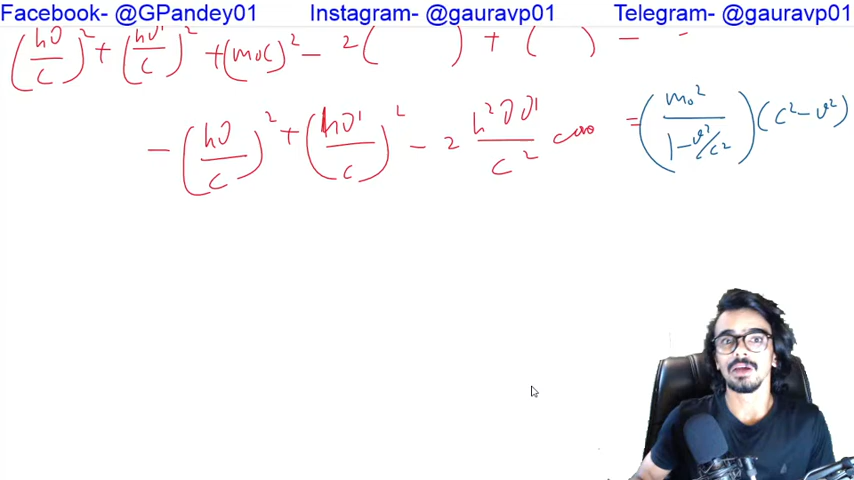 Facebook- @GPandey01 Instagram- @gauravp01 Telegram- @gauravp01
(hν/c)² + (hν'/c)² + (m₀c)² - 2( ) + ( ) -
- (hν/c)² + (hν'/c)² - 2 h²νν'/c² cos = (m₀²/1-v²/c²)(c²-v²)